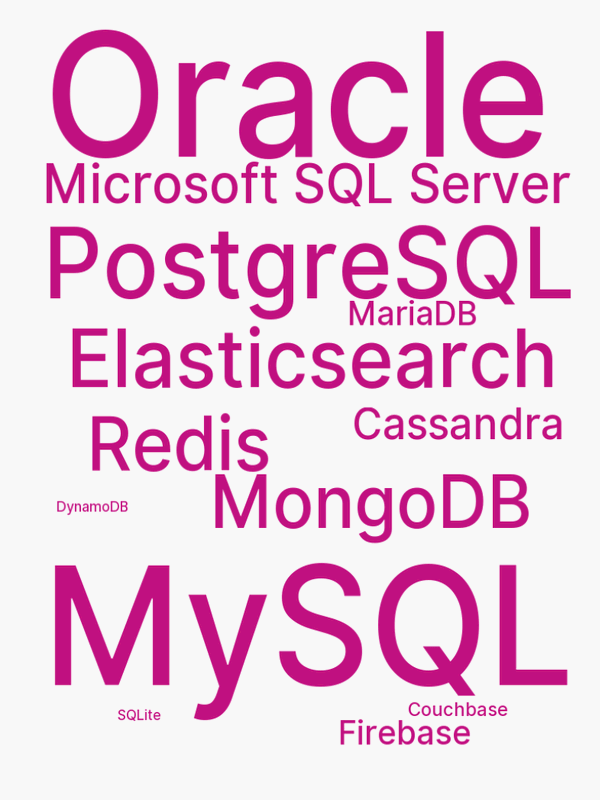 Oracle
Microsoft SQL Server
PostgreSQL
MariaDB
Elasticsearch
Cassandra
Redis
MongoDB
DynamoDB
MySQL
Couchbase
SQLite
Firebase